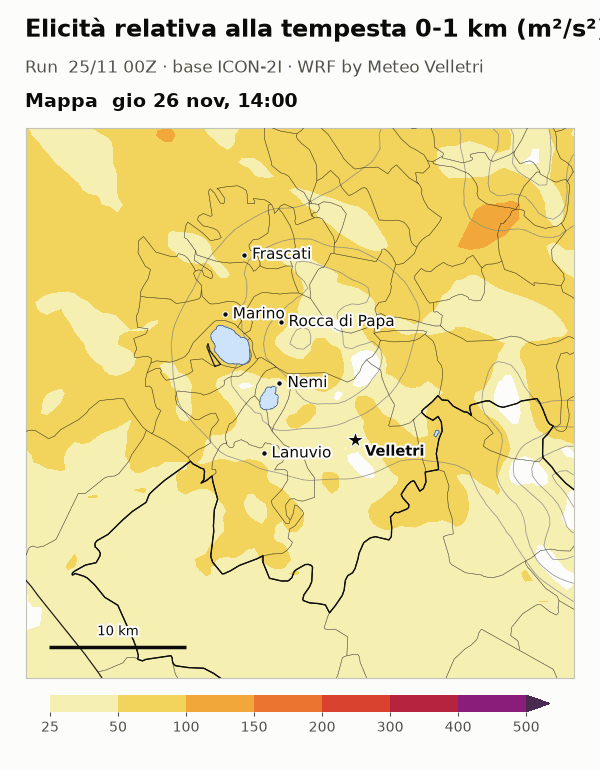 Elicità relativa alla tempesta 0-1 km (m²/s²)
Run  25/11 00Z · base ICON-2I · WRF by Meteo Velletri
Mappa  gio 26 nov, 14:00
Frascati
Marino
Rocca di Papa
Nemi
Velletri
Lanuvio
10 km
25 50 100 150 200 300 400 500